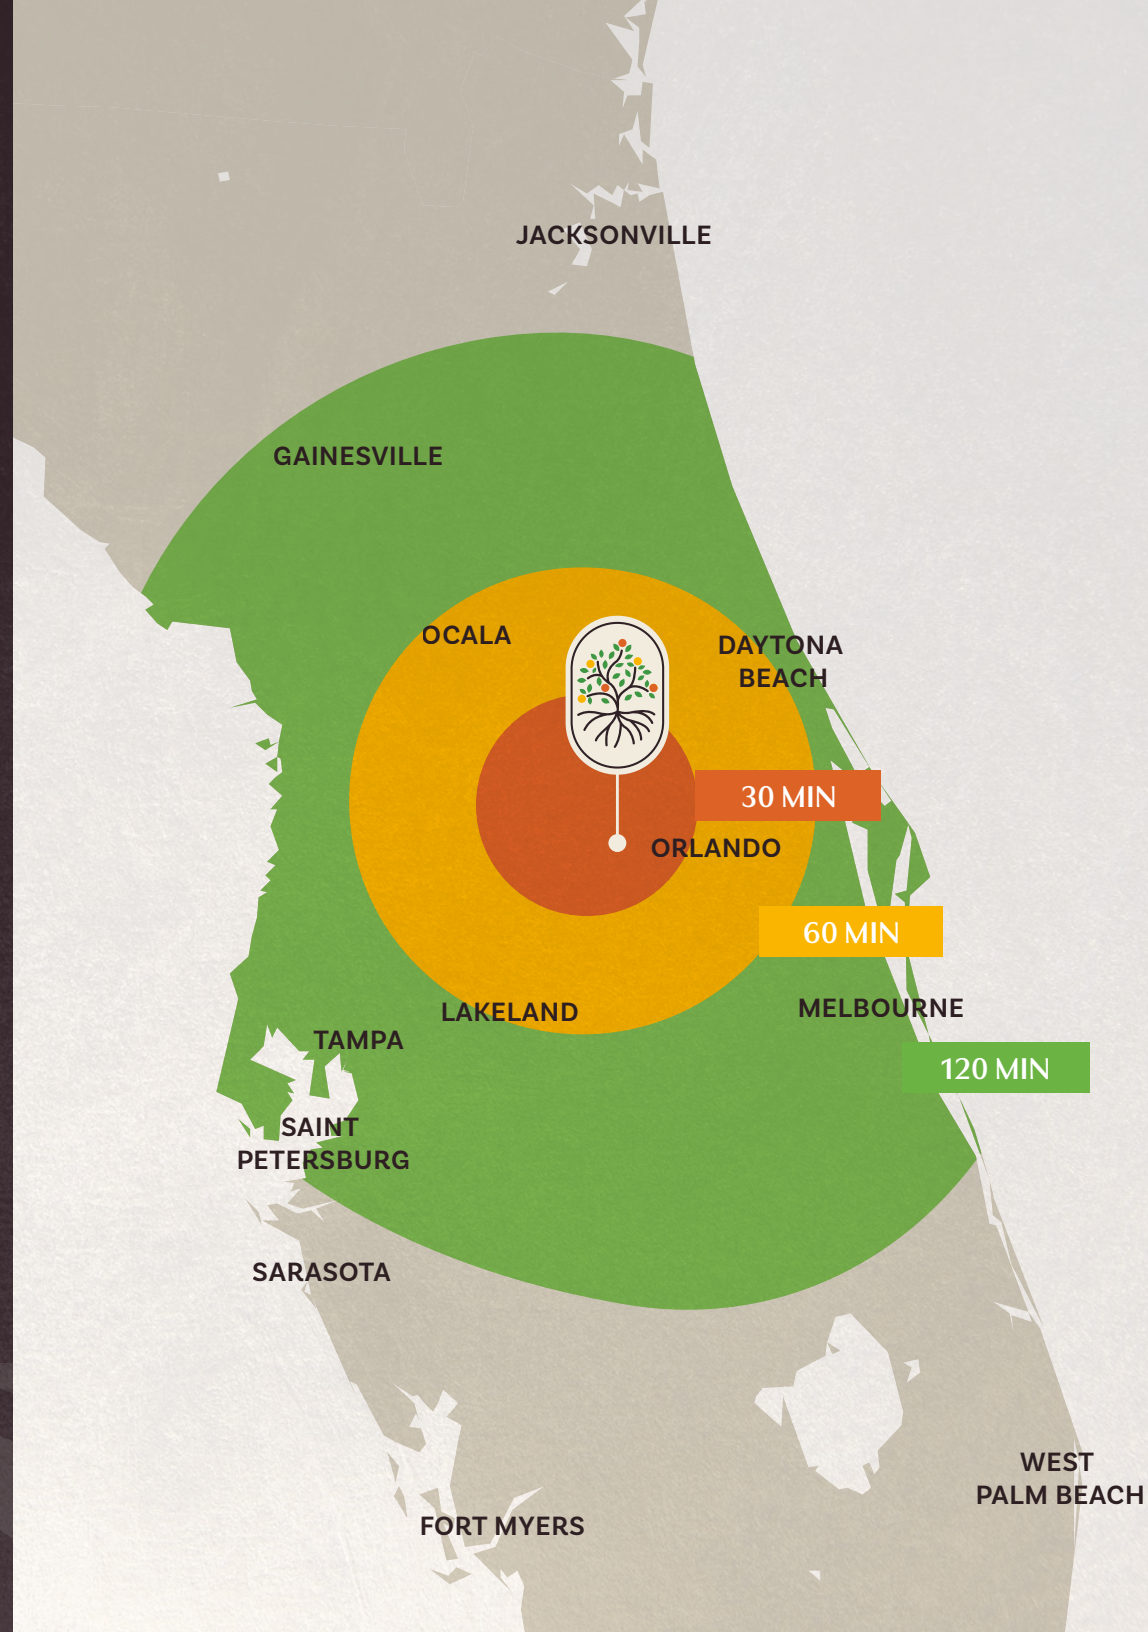 JACKSONVILLE
GAINESVILLE
OCALA
DAYTONA
BEACH
30 MIN
ORLANDO
60 MIN
LAKELAND
MELBOURNE
TAMPA
120 MIN
SAINT
PETERSBURG
SARASOTA
WEST
PALM BEACH
FORT MYERS